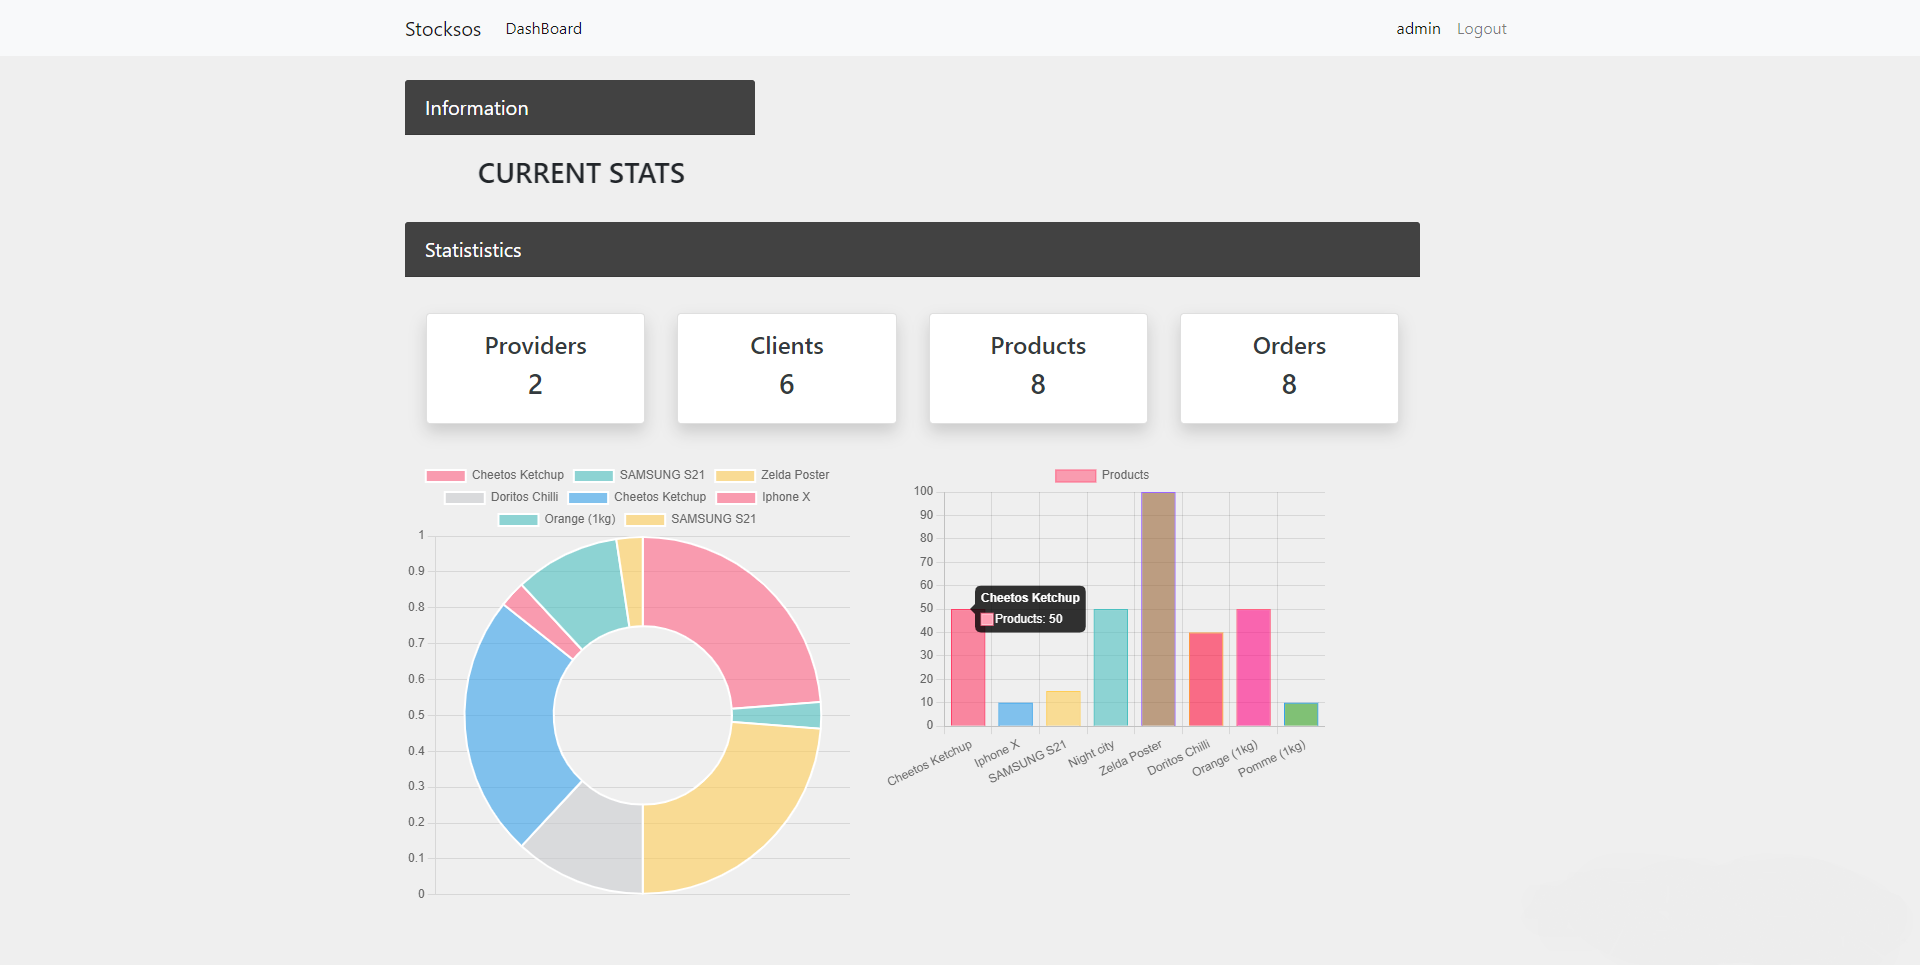 Stocksos DashBoard admin Logout
Information
CURRENT STATS
Statististics
Providers Clients Products Orders
2 6 8 8
Cheetos Ketchup SAMSUNG S21 Zelda Poster
Doritos Chilli Cheetos Ketchup Iphone X
Orange (1kg) SAMSUNG S21
1
0.9
0.8
0.7
0.6
0.5
0.4
0.3
0.2
0.1
0
Products
100
90
80
70
60
50
40
30
20
10
0
Cheetos Ketchup
Products: 50
Cheetos Ketchup
Iphone X
SAMSUNG S21
Night city
Zelda Poster
Doritos Chilli
Orange (1kg)
Pomme (1kg)